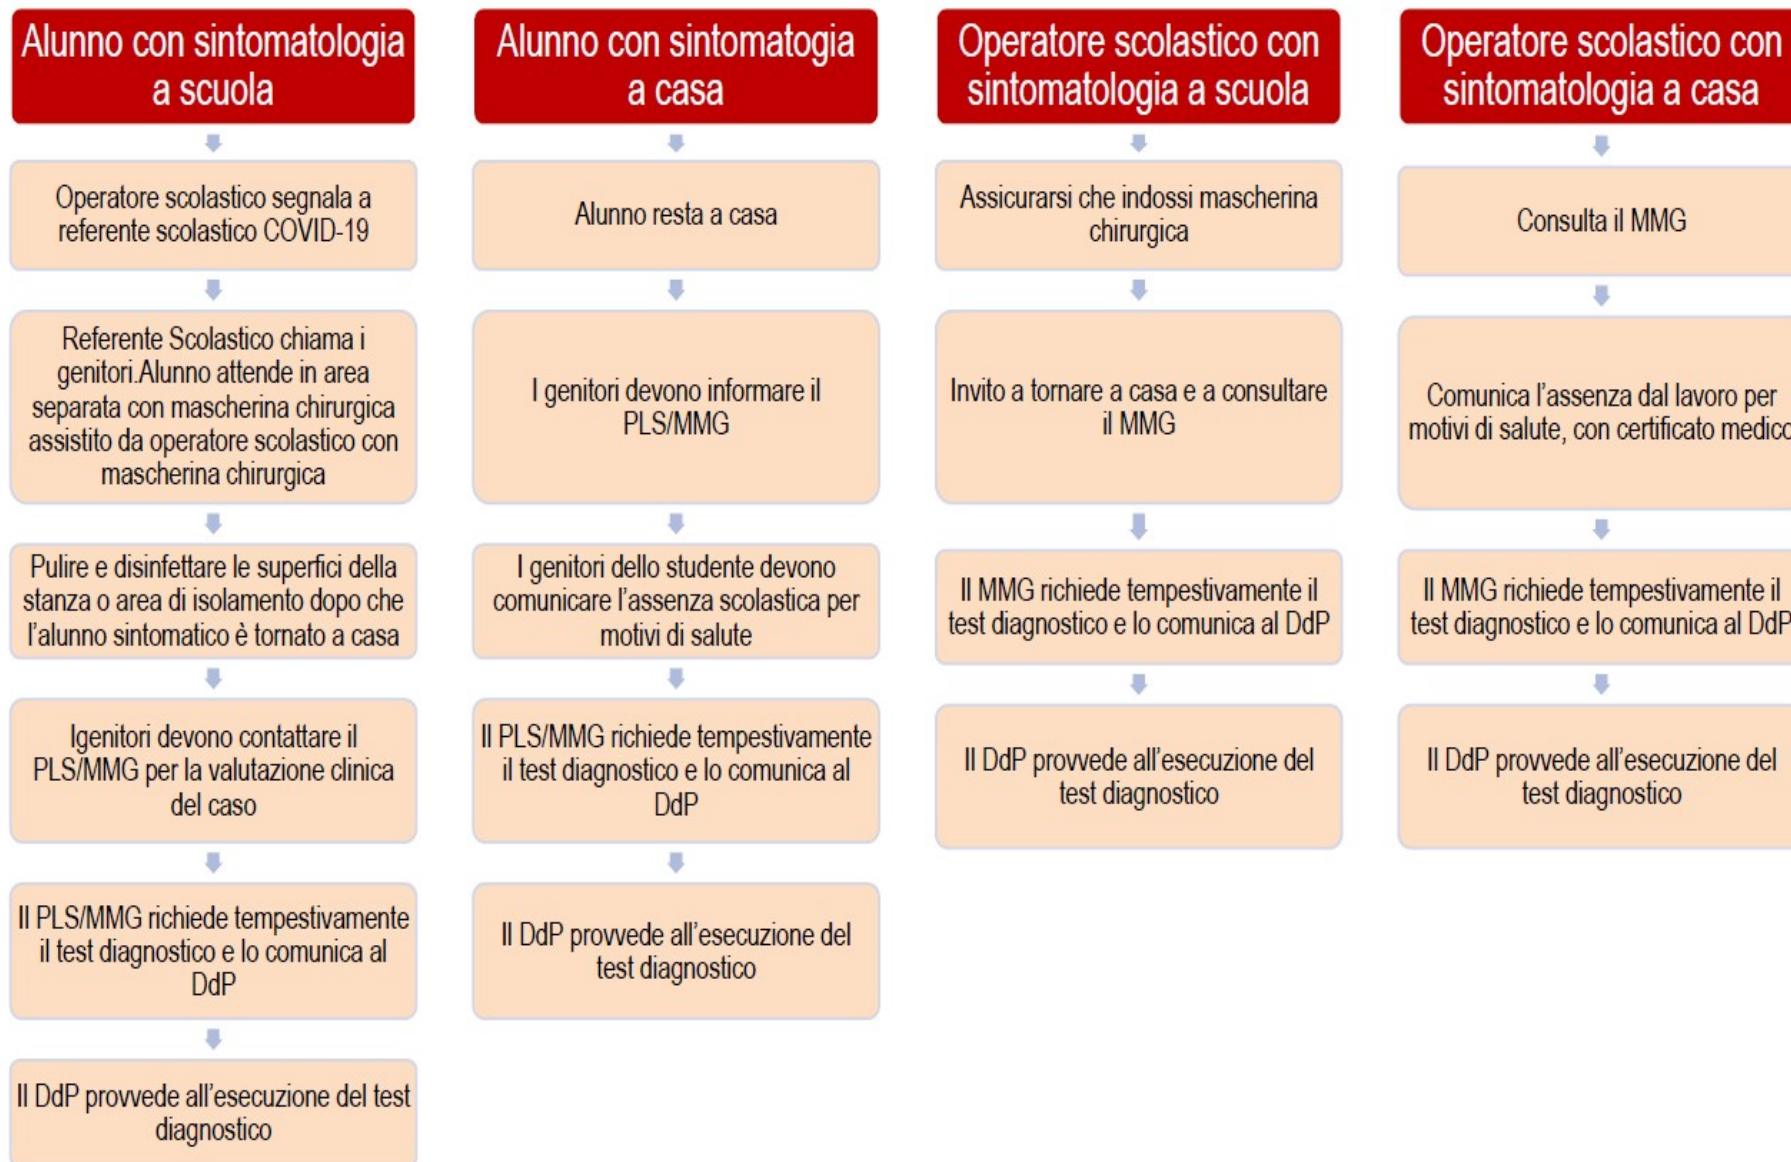 Alunno con sintomatologia
a scuola
Operatore scolastico segnala a
referente scolastico COVID-19
Referente Scolastico chiama i
genitori.Alunno attende in area
separata con mascherina chirurgica
assistito da operatore scolastico con
mascherina chirurgica
Pulire e disinfettare le superfici della
stanza o area di isolamento dopo che
l'alunno sintomatico è tornato a casa
Igenitori devono contattare il
PLS/MMG per la valutazione clinica
del caso
Il PLS/MMG richiede tempestivamente
il test diagnostico e lo comunica al
DdP
Il DdP provvede all'esecuzione del test
diagnostico
Alunno con sintomatogia
a casa
Alunno resta a casa
I genitori devono informare il
PLS/MMG
I genitori dello studente devono
comunicare l'assenza scolastica per
motivi di salute
Il PLS/MMG richiede tempestivamente
il test diagnostico e lo comunica al
DdP
Il DdP provvede all'esecuzione del
test diagnostico
Operatore scolastico con
sintomatologia a scuola
Assicurarsi che indossi mascherina
chirurgica
Invito a tornare a casa e a consultare
il MMG
Il MMG richiede tempestivamente il
test diagnostico e lo comunica al DdP
Il DdP provvede all'esecuzione del
test diagnostico
Operatore scolastico con
sintomatologia a casa
Consulta il MMG
Comunica l'assenza dal lavoro per
motivi di salute, con certificato medico
Il MMG richiede tempestivamente il
test diagnostico e lo comunica al DdP
Il DdP provvede all'esecuzione del
test diagnostico